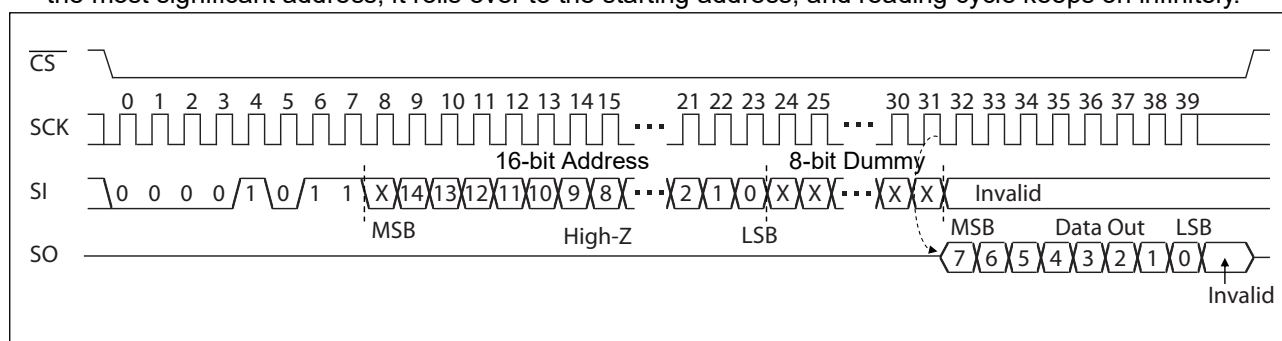 the most significant address, it rolls over to the starting address, and reading cycle keeps on infinitely.
CS
0 1 2 3 4 5 6 7 8 9 10 11 12 13 14 15 21 22 23 24 25 30 31 32 33 34 35 36 37 38 39
SCK
16-bit Address 8-bit Dummy
SI 0 0 0 0 1 0 1 1 X 14 13 12 11 10 9 8 2 1 0 X X X X Invalid
MSB High-Z LSB MSB Data Out LSB
SO 7 6 5 4 3 2 1 0
Invalid